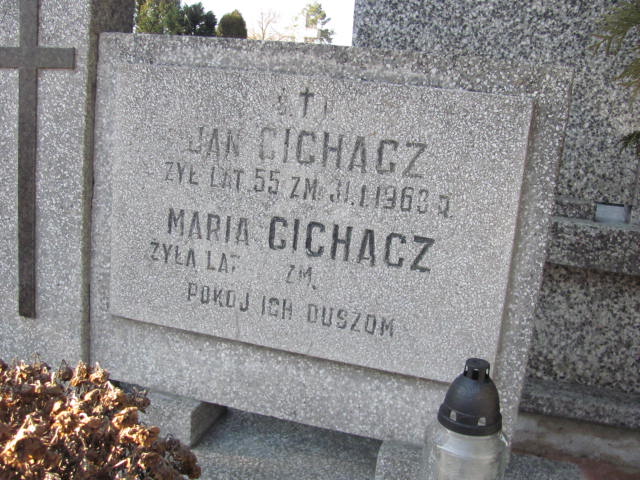 Ś. † P.
JAN CICHACZ
ŻYŁ LAT 55 ZM. 31.I.1963 R.
MARIA CICHACZ
ŻYŁA LAT ZM.
POKÓJ ICH DUSZOM